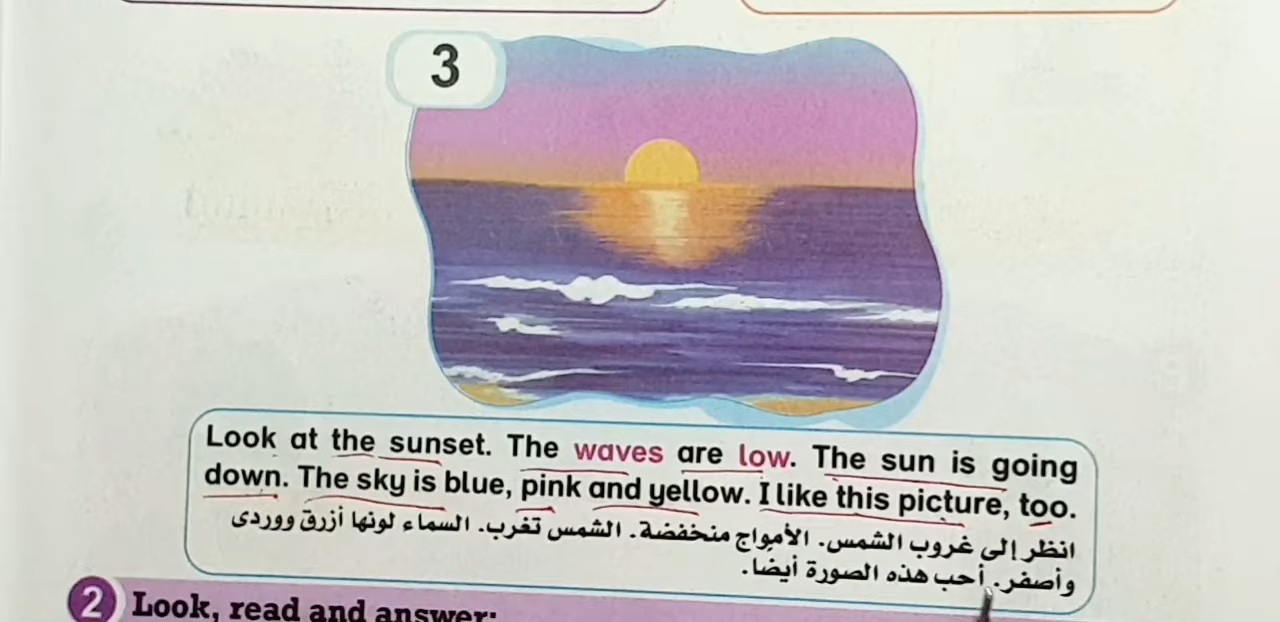 3
Look at the sunset. The waves are low. The sun is going
down. The sky is blue, pink and yellow. I like this picture, too.
انظر إلى غروب الشمس. الأمواج منخفضة. الشمس تغرب. السماء لونها أزرق ووردى
وأصفر. أحب هذه الصورة أيضًا.
2 Look, read and answer: